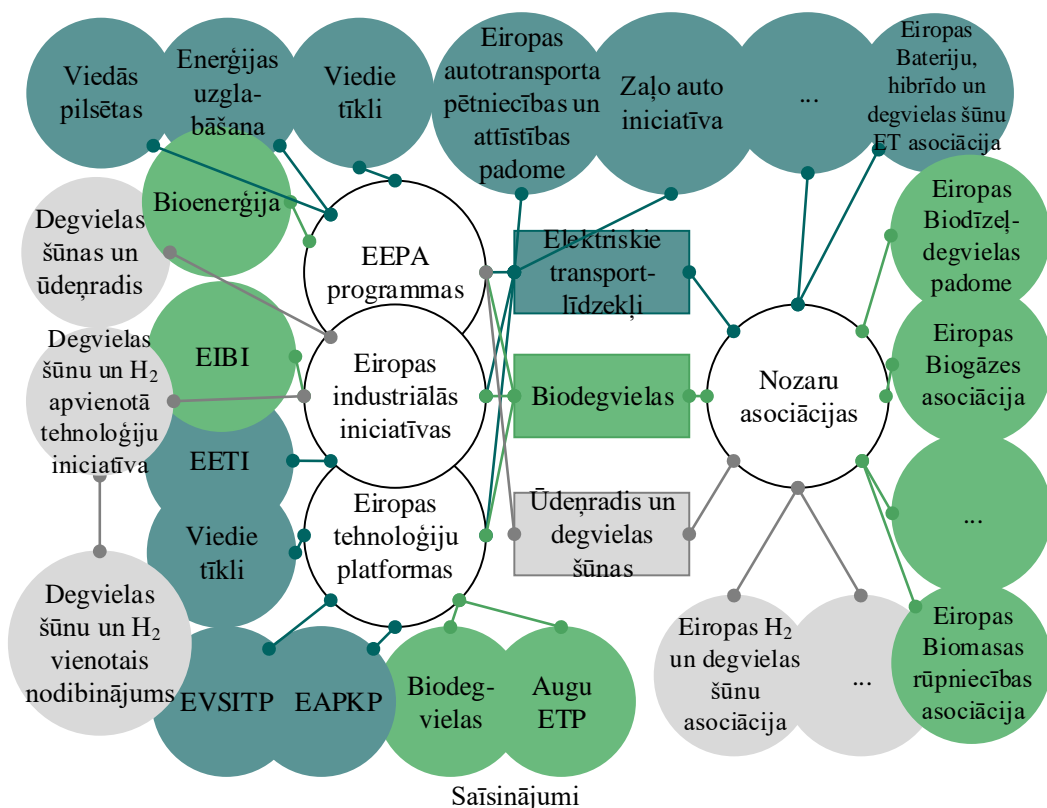 Viedās
pilsētas
Enerģijas
uzgla-
bāšana
Viedie
tīkli
Eiropas
autotransporta
pētniecības un
attīstības
padome
Zaļo auto
iniciatīva
...
Eiropas
Bateriju,
hibrīdo un
degvielas šūnu
ET asociācija
Bioenerģija
Degvielas
šūnas un
ūdeņradis
EEPA
programmas
Elektriskie
transport-
līdzekļi
Eiropas
Biodīzeļ-
degvielas
padome
Degvielas
šūnu un H₂
apvienotā
tehnoloģiju
iniciatīva
EIBI
Eiropas
industriālās
iniciatīvas
Biodegvielas
Nozaru
asociācijas
Eiropas
Biogāzes
asociācija
EETI
Viedie
tīkli
Eiropas
tehnoloģiju
platformas
Ūdeņradis un
degvielas
šūnas
...
Degvielas
šūnu un H₂
vienotais
nodibinājums
EVSITP
EAPKP
Biodeg-
vielas
Augu
ETP
Eiropas H₂
un degvielas
šūnu
asociācija
...
Eiropas
Biomasas
rūpniecības
asociācija
Saīsinājumi